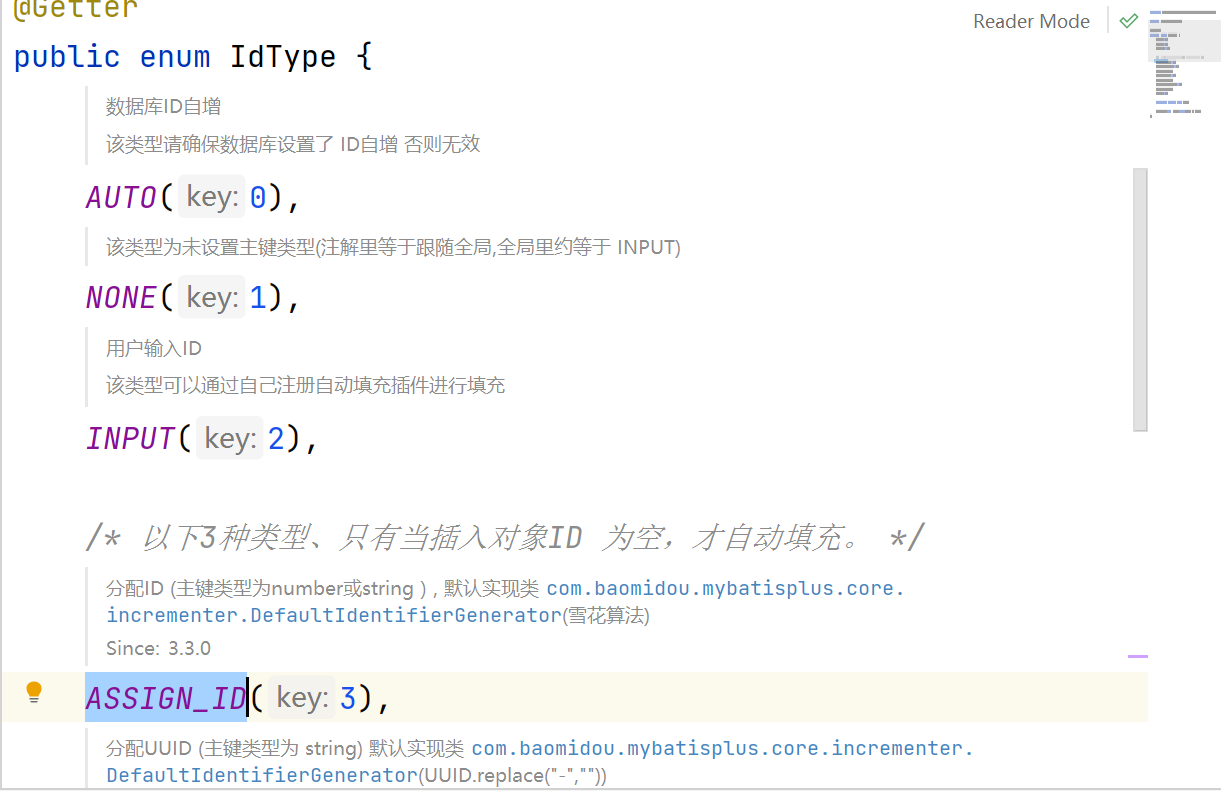 @Getter
Reader Mode
public enum IdType {
数据库ID自增
该类型请确保数据库设置了 ID自增 否则无效
AUTO( key: 0),
该类型为未设置主键类型(注解里等于跟随全局,全局里约等于 INPUT)
NONE( key: 1),
用户输入ID
该类型可以通过自己注册自动填充插件进行填充
INPUT( key: 2),
/* 以下3种类型、只有当插入对象ID 为空，才自动填充。 */
分配ID (主键类型为number或string ) , 默认实现类 com.baomidou.mybatisplus.core.
incrementer.DefaultIdentifierGenerator(雪花算法)
Since: 3.3.0
ASSIGN_ID( key: 3),
分配UUID (主键类型为 string) 默认实现类 com.baomidou.mybatisplus.core.incrementer.
DefaultIdentifierGenerator(UUID.replace("-",""))